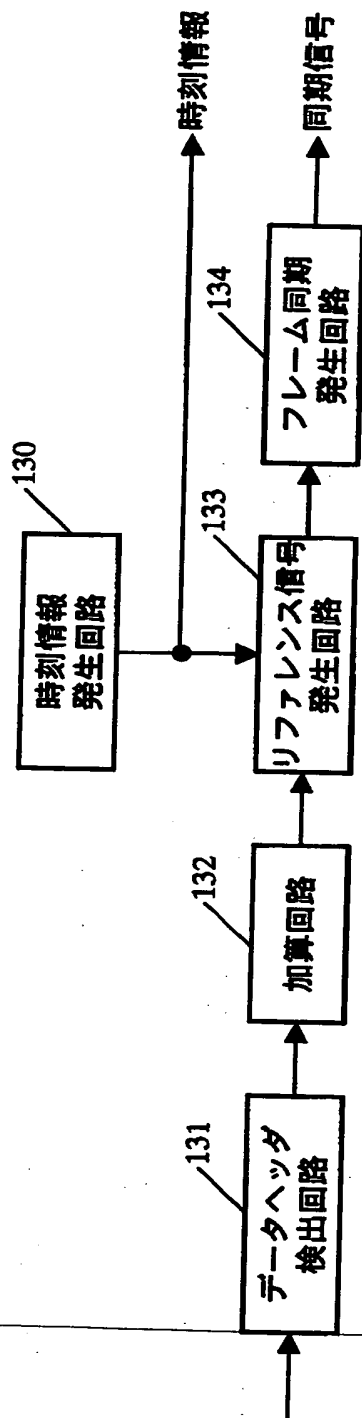 130
時刻情報
発生回路
時刻情報
131
データヘッダ
検出回路
132
加算回路
133
リファレンス信号
発生回路
134
フレーム同期
発生回路
同期信号